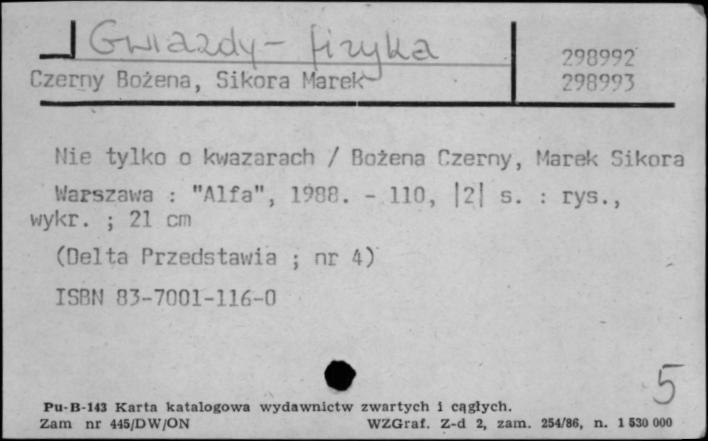 Gwiazdy - fizyka
298992
Czerny Bożena, Sikora Marek
298993
Nie tylko o kwazarach / Bożena Czerny, Marek Sikora
Warszawa : "Alfa", 1988. - 110, |2| s. : rys.,
wykr. ; 21 cm
(Delta Przedstawia ; nr 4)
ISBN 83-7001-116-0
5
Pu-B-143 Karta katalogowa wydawnictw zwartych i ciągłych.
Zam nr 445/DW/ON WZGraf. Z-d 2, zam. 254/86, n. 1 530 000